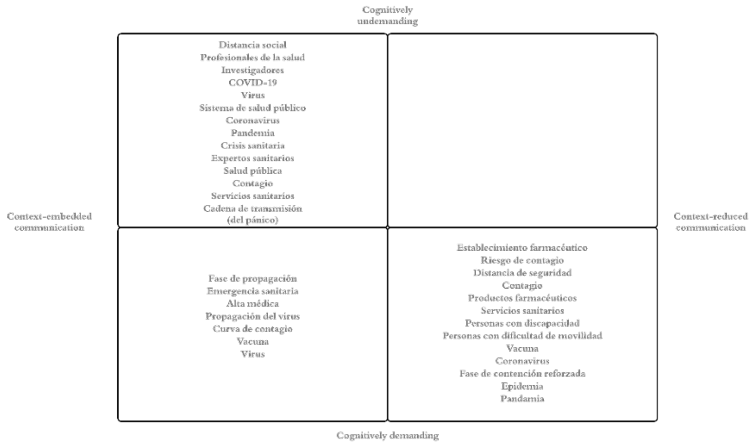 Cognitively
undemanding
Distancia social
Profesionales de la salud
Investigadores
COVID-19
Virus
Sistema de salud público
Coronavirus
Pandemia
Crisis sanitaria
Expertos sanitarios
Salud pública
Contagio
Servicios sanitarios
Cadena de transmisión
(del pánico)
Context-embedded
communication
Context-reduced
communication
Fase de propagación
Emergencia sanitaria
Alta médica
Propagación del virus
Curva de contagio
Vacuna
Virus
Establecimiento farmacéutico
Riesgo de contagio
Distancia de seguridad
Contagio
Productos farmacéuticos
Servicios sanitarios
Personas con discapacidad
Personas con dificultad de movilidad
Vacuna
Coronavirus
Fase de contención reforzada
Epidemia
Pandamia
Cognitively demanding